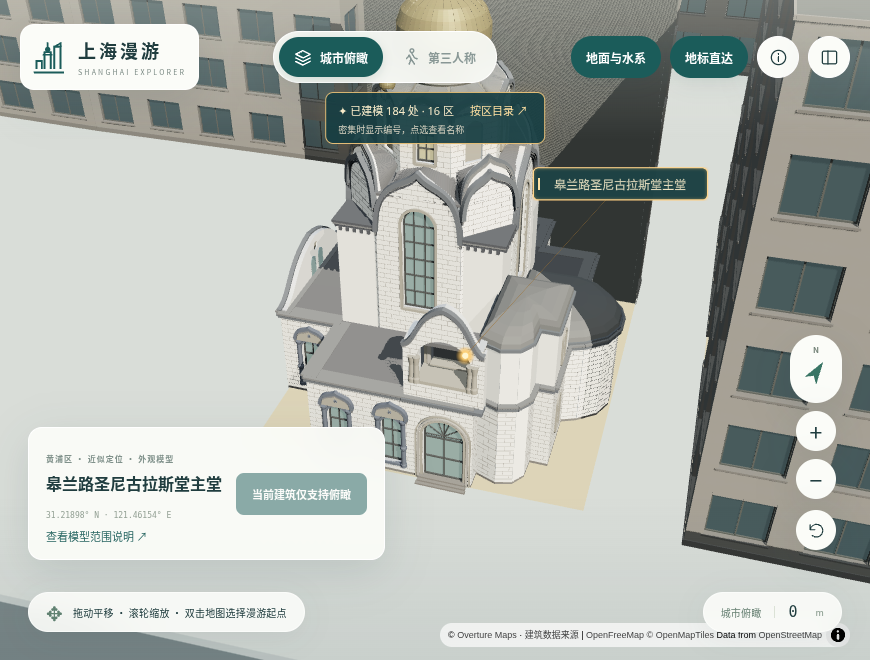 上海漫游
SHANGHAI EXPLORER
城市俯瞰
第三人称
地面与水系
地标直达
✦ 已建模 184 处 · 16 区 按区目录 ↗
密集时显示编号，点选查看名称
皋兰路圣尼古拉斯堂主堂
N
+
−
黄浦区 · 近似定位 · 外观模型
皋兰路圣尼古拉斯堂主堂
当前建筑仅支持俯瞰
31.21898° N · 121.46154° E
查看模型范围说明 ↗
拖动平移 · 滚轮缩放 · 双击地图选择漫游起点
城市俯瞰 0 m
© Overture Maps · 建筑数据来源 | OpenFreeMap © OpenMapTiles Data from OpenStreetMap